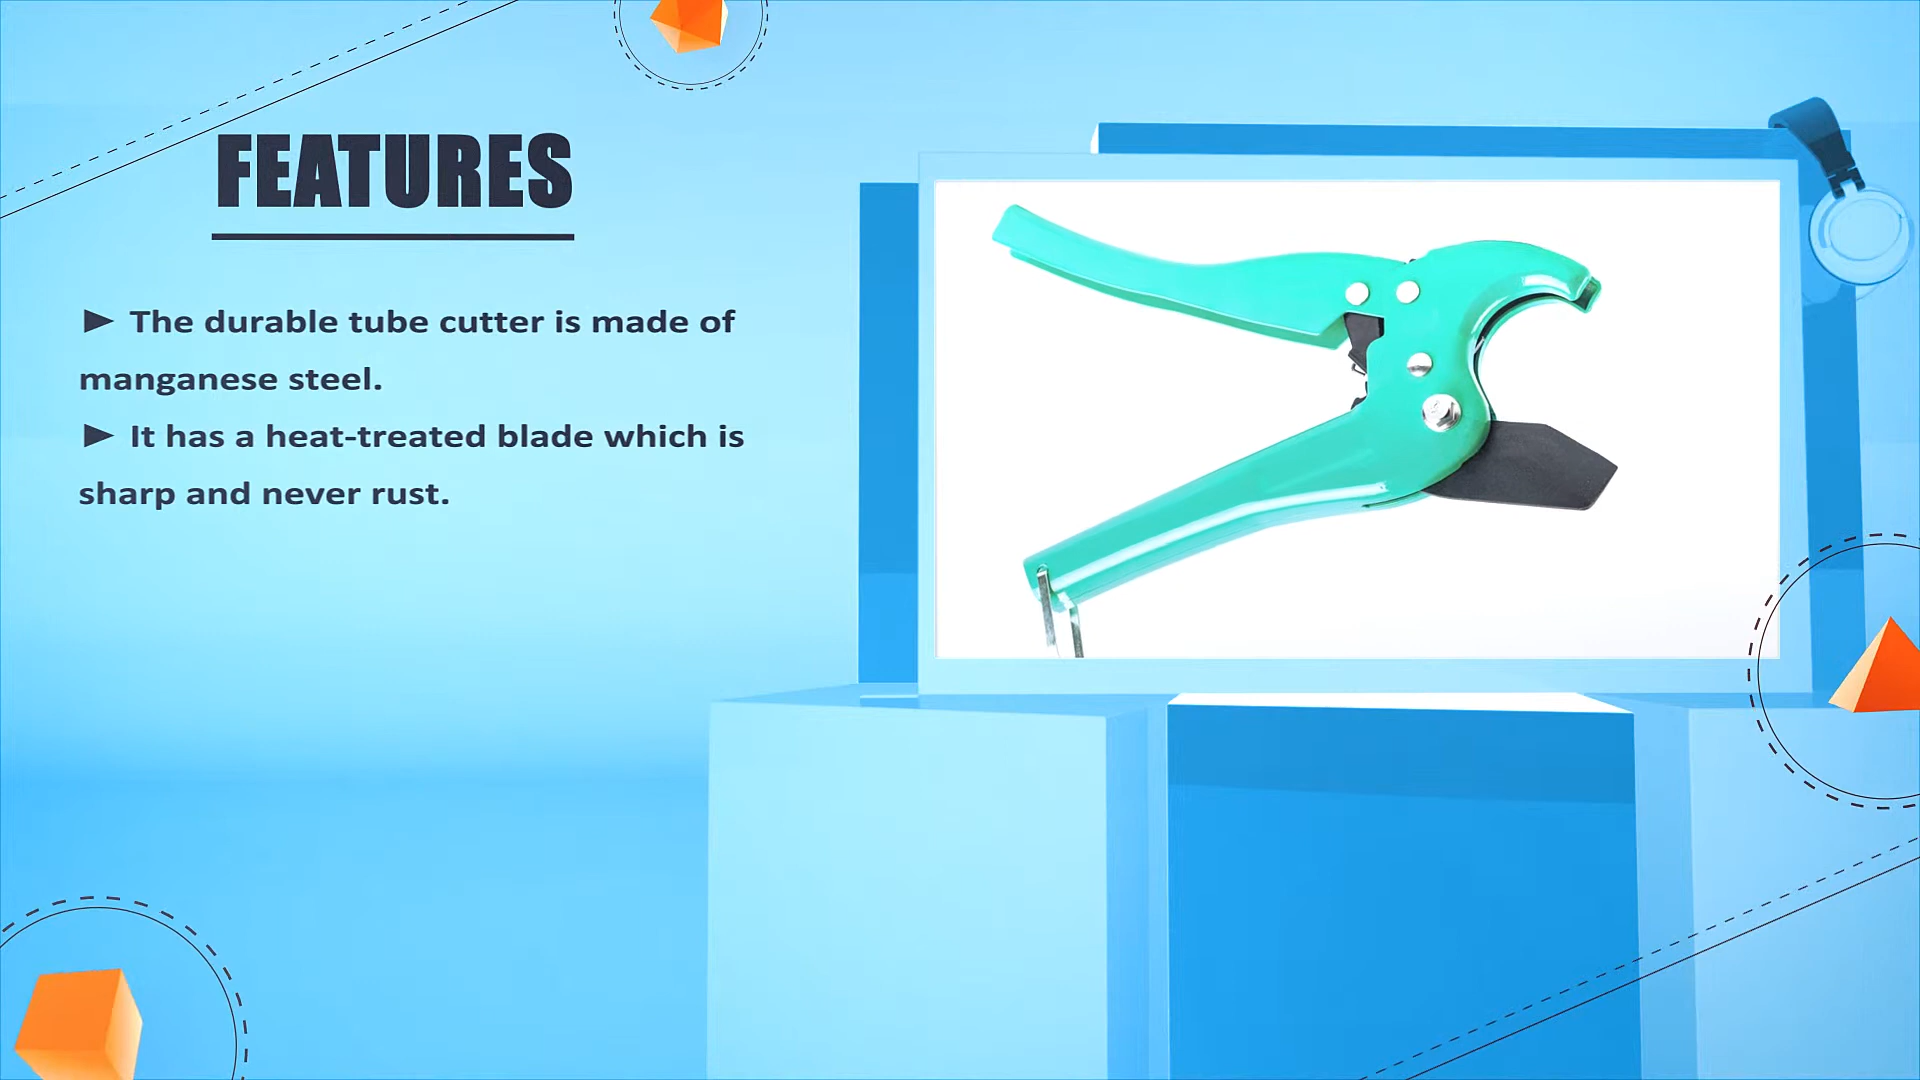 FEATURES
► The durable tube cutter is made of
manganese steel.
► It has a heat-treated blade which is
sharp and never rust.